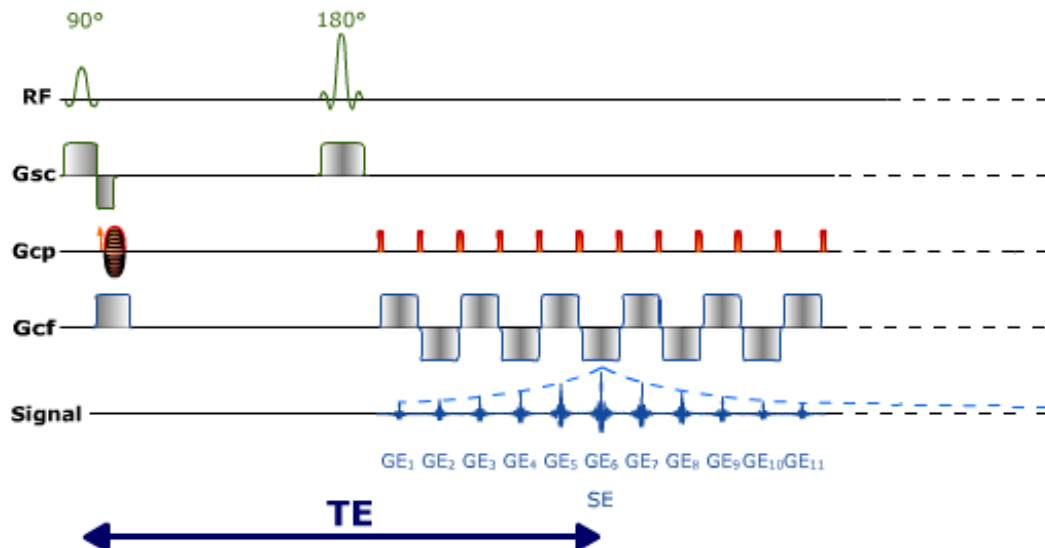 90° 180°
RF
Gsc
Gcp
Gcf
Signal
GE₁ GE₂ GE₃ GE₄ GE₅ GE₆ GE₇ GE₈ GE₉ GE₁₀ GE₁₁
SE
TE